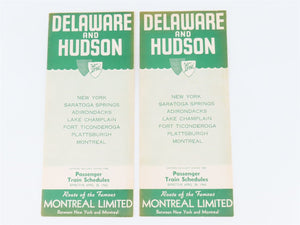 DELAWARE
AND
HUDSON
NEW YORK
SARATOGA SPRINGS
ADIRONDACKS
LAKE CHAMPLAIN
FORT TICONDEROGA
PLATTSBURGH
MONTREAL
Passenger
Train Schedules
Route of the Famous
MONTREAL LIMITED
Between New York and Montreal
DELAWARE
AND
HUDSON
NEW YORK
SARATOGA SPRINGS
ADIRONDACKS
LAKE CHAMPLAIN
FORT TICONDEROGA
PLATTSBURGH
MONTREAL
Passenger
Train Schedules
Route of the Famous
MONTREAL LIMITED
Between New York and Montreal